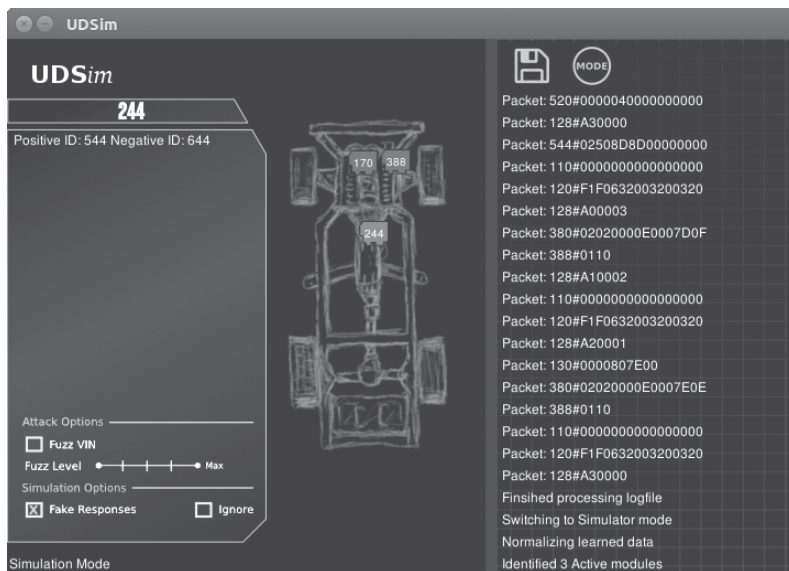 UDSim
UDSim
244
Positive ID: 544 Negative ID: 644
Attack Options
Fuzz VIN
Fuzz Level Max
Simulation Options
X Fake Responses Ignore
Simulation Mode
170 388
244
MODE
Packet: 520#0000040000000000
Packet: 128#A30000
Packet: 544#02508D8D00000000
Packet: 110#0000000000000000
Packet: 120#F1F0632003200320
Packet: 128#A00003
Packet: 380#02020000E0007D0F
Packet: 388#0110
Packet: 128#A10002
Packet: 110#0000000000000000
Packet: 120#F1F0632003200320
Packet: 128#A20001
Packet: 130#0000807E00
Packet: 380#02020000E0007E0E
Packet: 388#0110
Packet: 110#0000000000000000
Packet: 120#F1F0632003200320
Packet: 128#A30000
Finsihed processing logfile
Switching to Simulator mode
Normalizing learned data
Identified 3 Active modules